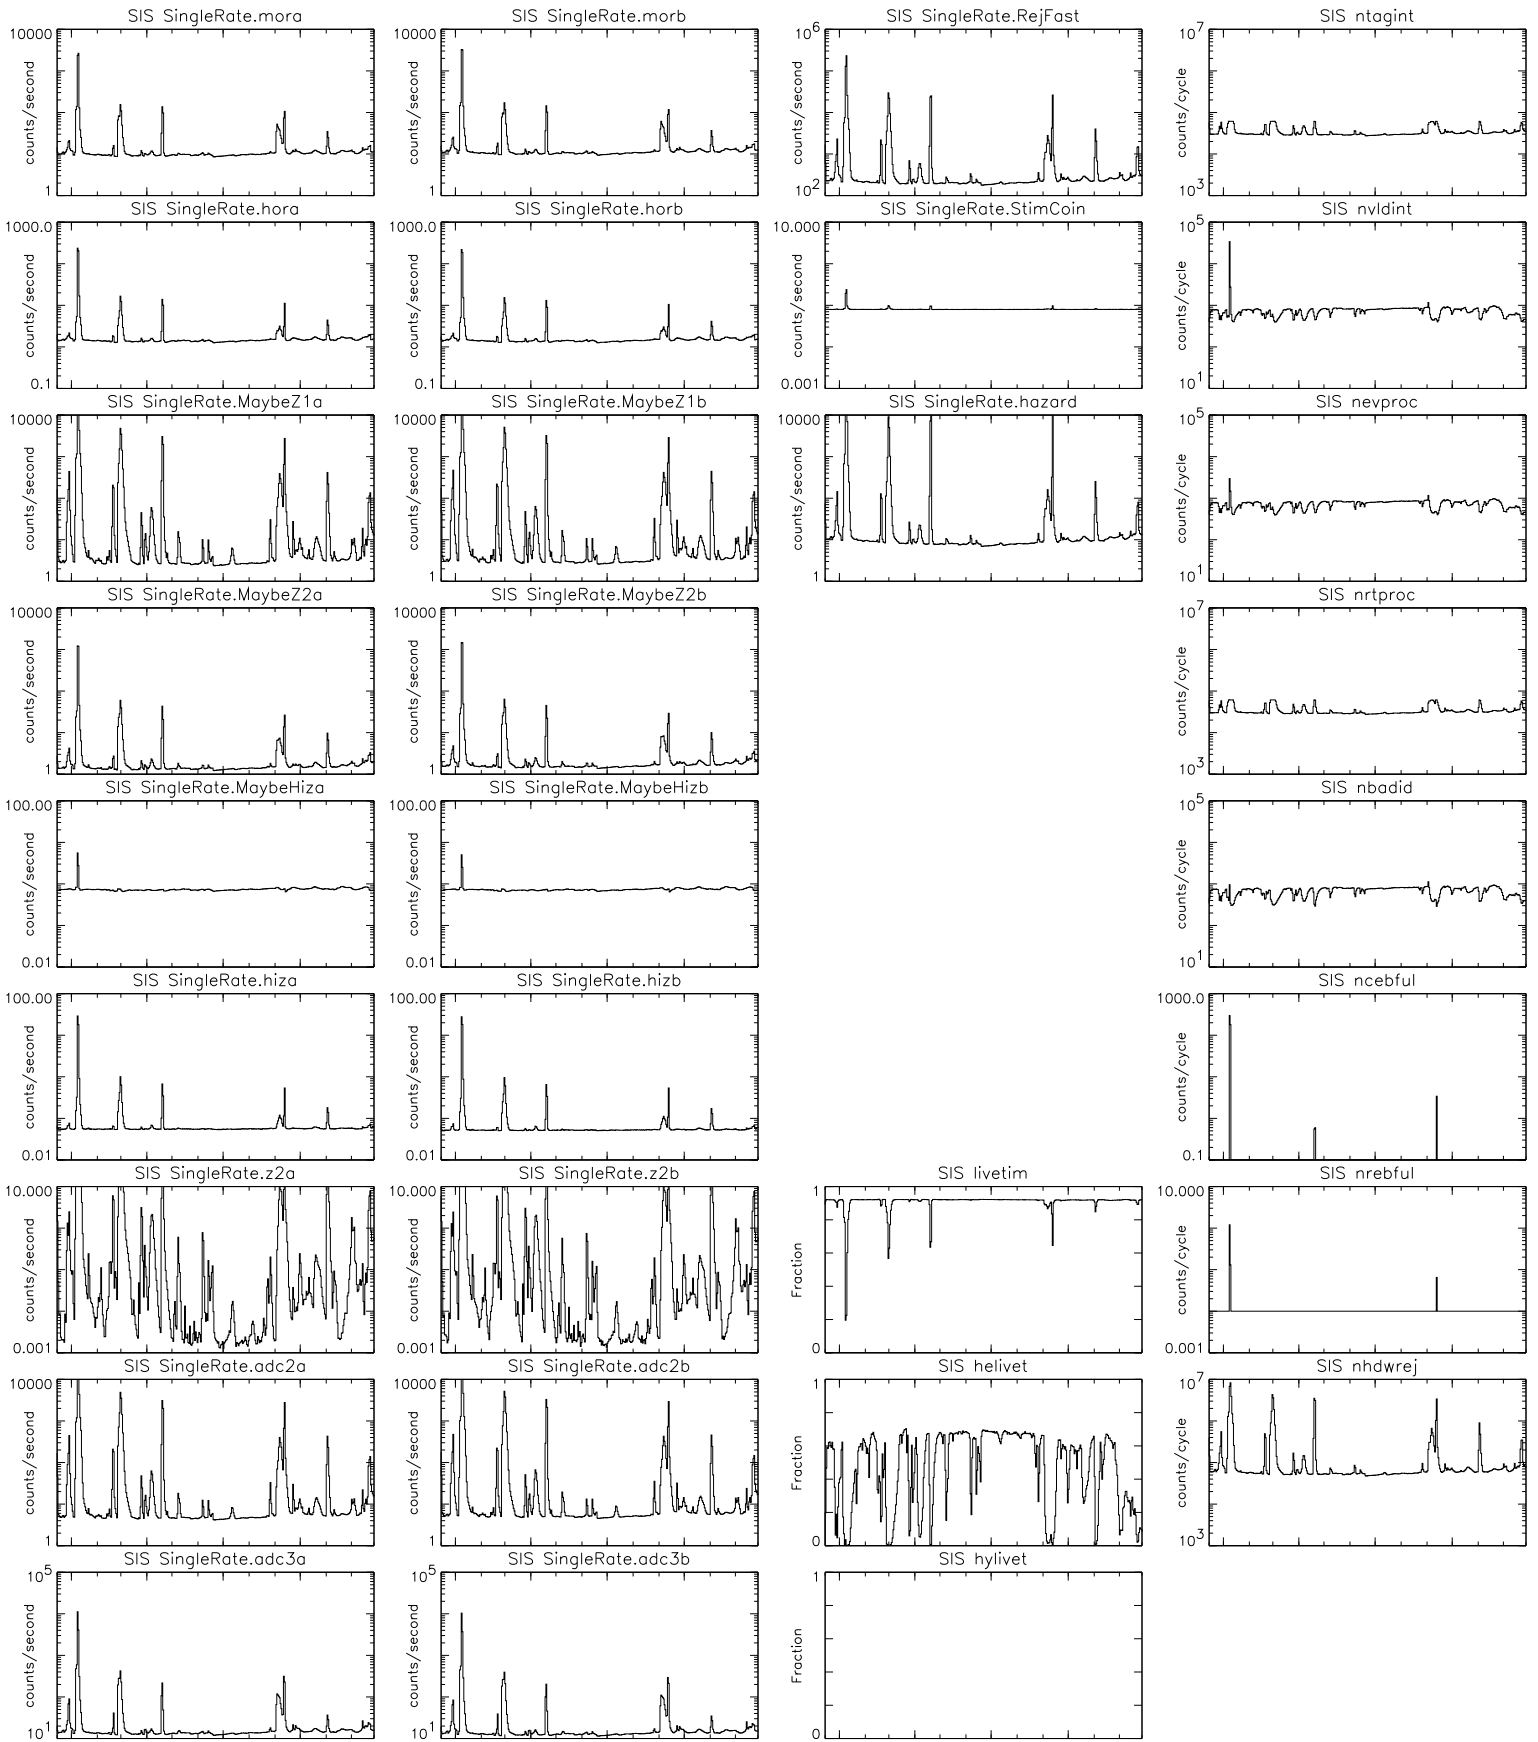 SIS SingleRate.mora
10000
counts/second
1
SIS SingleRate.morb
10000
counts/second
1
SIS SingleRate.RejFast
10^6
counts/second
10^2
SIS ntagint
10^7
counts/cycle
10^3
SIS SingleRate.hora
1000.0
counts/second
0.1
SIS SingleRate.horb
1000.0
counts/second
0.1
SIS SingleRate.StimCoin
10.000
counts/second
0.001
SIS nvldint
10^5
counts/cycle
10^1
SIS SingleRate.MaybeZ1a
10000
counts/second
1
SIS SingleRate.MaybeZ1b
10000
counts/second
1
SIS SingleRate.hazard
10000
counts/second
1
SIS nevproc
10^5
counts/cycle
10^1
SIS SingleRate.MaybeZ2a
10000
counts/second
1
SIS SingleRate.MaybeZ2b
10000
counts/second
1
SIS nrtproc
10^7
counts/cycle
10^3
SIS SingleRate.MaybeHiza
100.00
counts/second
0.01
SIS SingleRate.MaybeHizb
100.00
counts/second
0.01
SIS nbadid
10^5
counts/cycle
10^1
SIS SingleRate.hiza
100.00
counts/second
0.01
SIS SingleRate.hizb
100.00
counts/second
0.01
SIS ncebful
1000.0
counts/cycle
0.1
SIS SingleRate.z2a
10.000
counts/second
0.001
SIS SingleRate.z2b
10.000
counts/second
0.001
SIS livetim
1
Fraction
0
SIS nrebful
10.000
counts/cycle
0.001
SIS SingleRate.adc2a
10000
counts/second
1
SIS SingleRate.adc2b
10000
counts/second
1
SIS helivet
1
Fraction
0
SIS nhdwrej
10^7
counts/cycle
10^3
SIS SingleRate.adc3a
10^5
counts/second
10^1
SIS SingleRate.adc3b
10^5
counts/second
10^1
SIS hylivet
1
Fraction
0